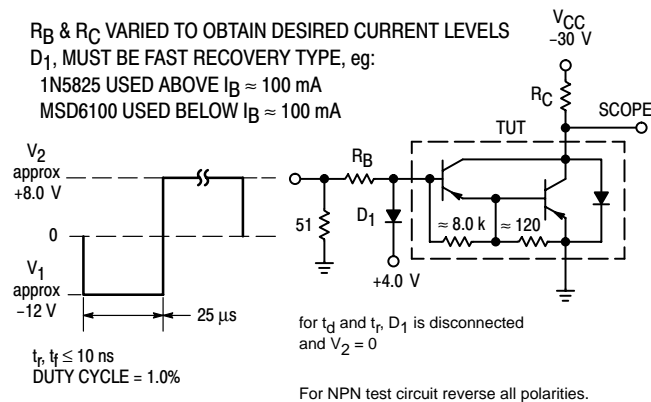 R_B & R_C VARIED TO OBTAIN DESIRED CURRENT LEVELS
D_1, MUST BE FAST RECOVERY TYPE, eg:
1N5825 USED ABOVE I_B ≈ 100 mA
MSD6100 USED BELOW I_B ≈ 100 mA
V_CC
-30 V
R_C
SCOPE
TUT
V_2
approx
+8.0 V
0
V_1
approx
-12 V
25 µs
t_r, t_f ≤ 10 ns
DUTY CYCLE = 1.0%
R_B
51
D_1
+4.0 V
≈ 8.0 k
≈ 120
for t_d and t_r, D_1 is disconnected
and V_2 = 0
For NPN test circuit reverse all polarities.